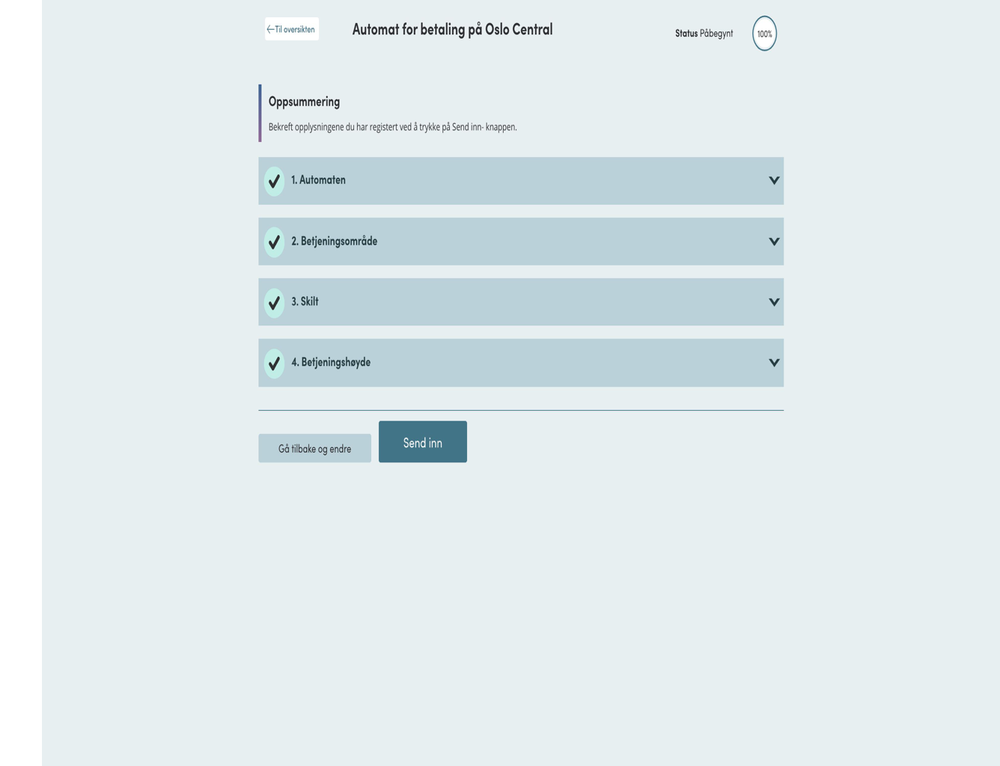 Til oversikten
Automat for betaling på Oslo Central
Status Påbegynt
100%
Oppsummering
Bekreft opplysningene du har registert ved å trykke på Send inn- knappen.
1. Automaten
2. Betjeningsområde
3. Skilt
4. Betjeningshøyde
Gå tilbake og endre
Send inn